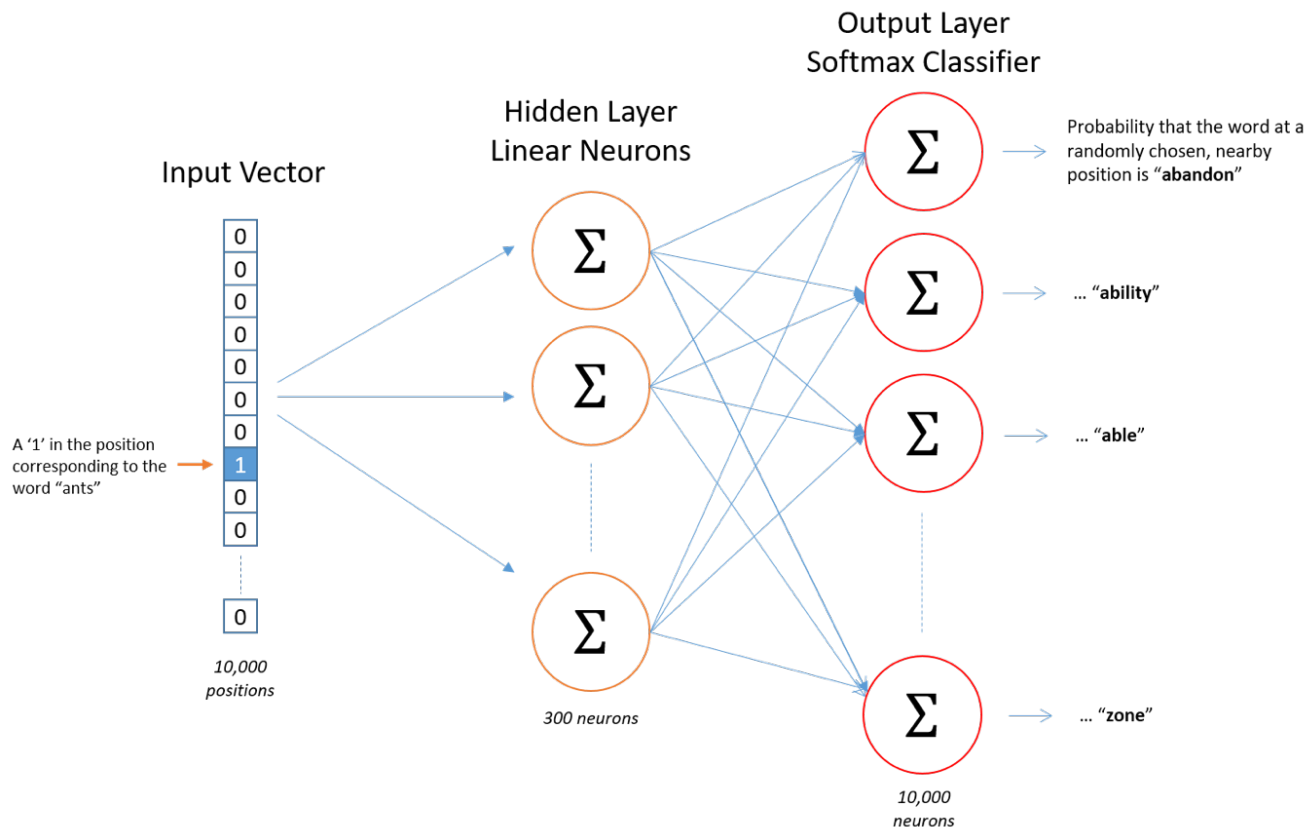 Output Layer
Softmax Classifier
Hidden Layer
Linear Neurons
Input Vector
0
0
0
0
0
0
0
1
0
0
0
A ‘1’ in the position
corresponding to the
word “ants”
10,000
positions
Σ
Σ
Σ
300 neurons
Σ
Σ
Σ
Σ
10,000
neurons
Probability that the word at a
randomly chosen, nearby
position is “abandon”
... “ability”
... “able”
... “zone”